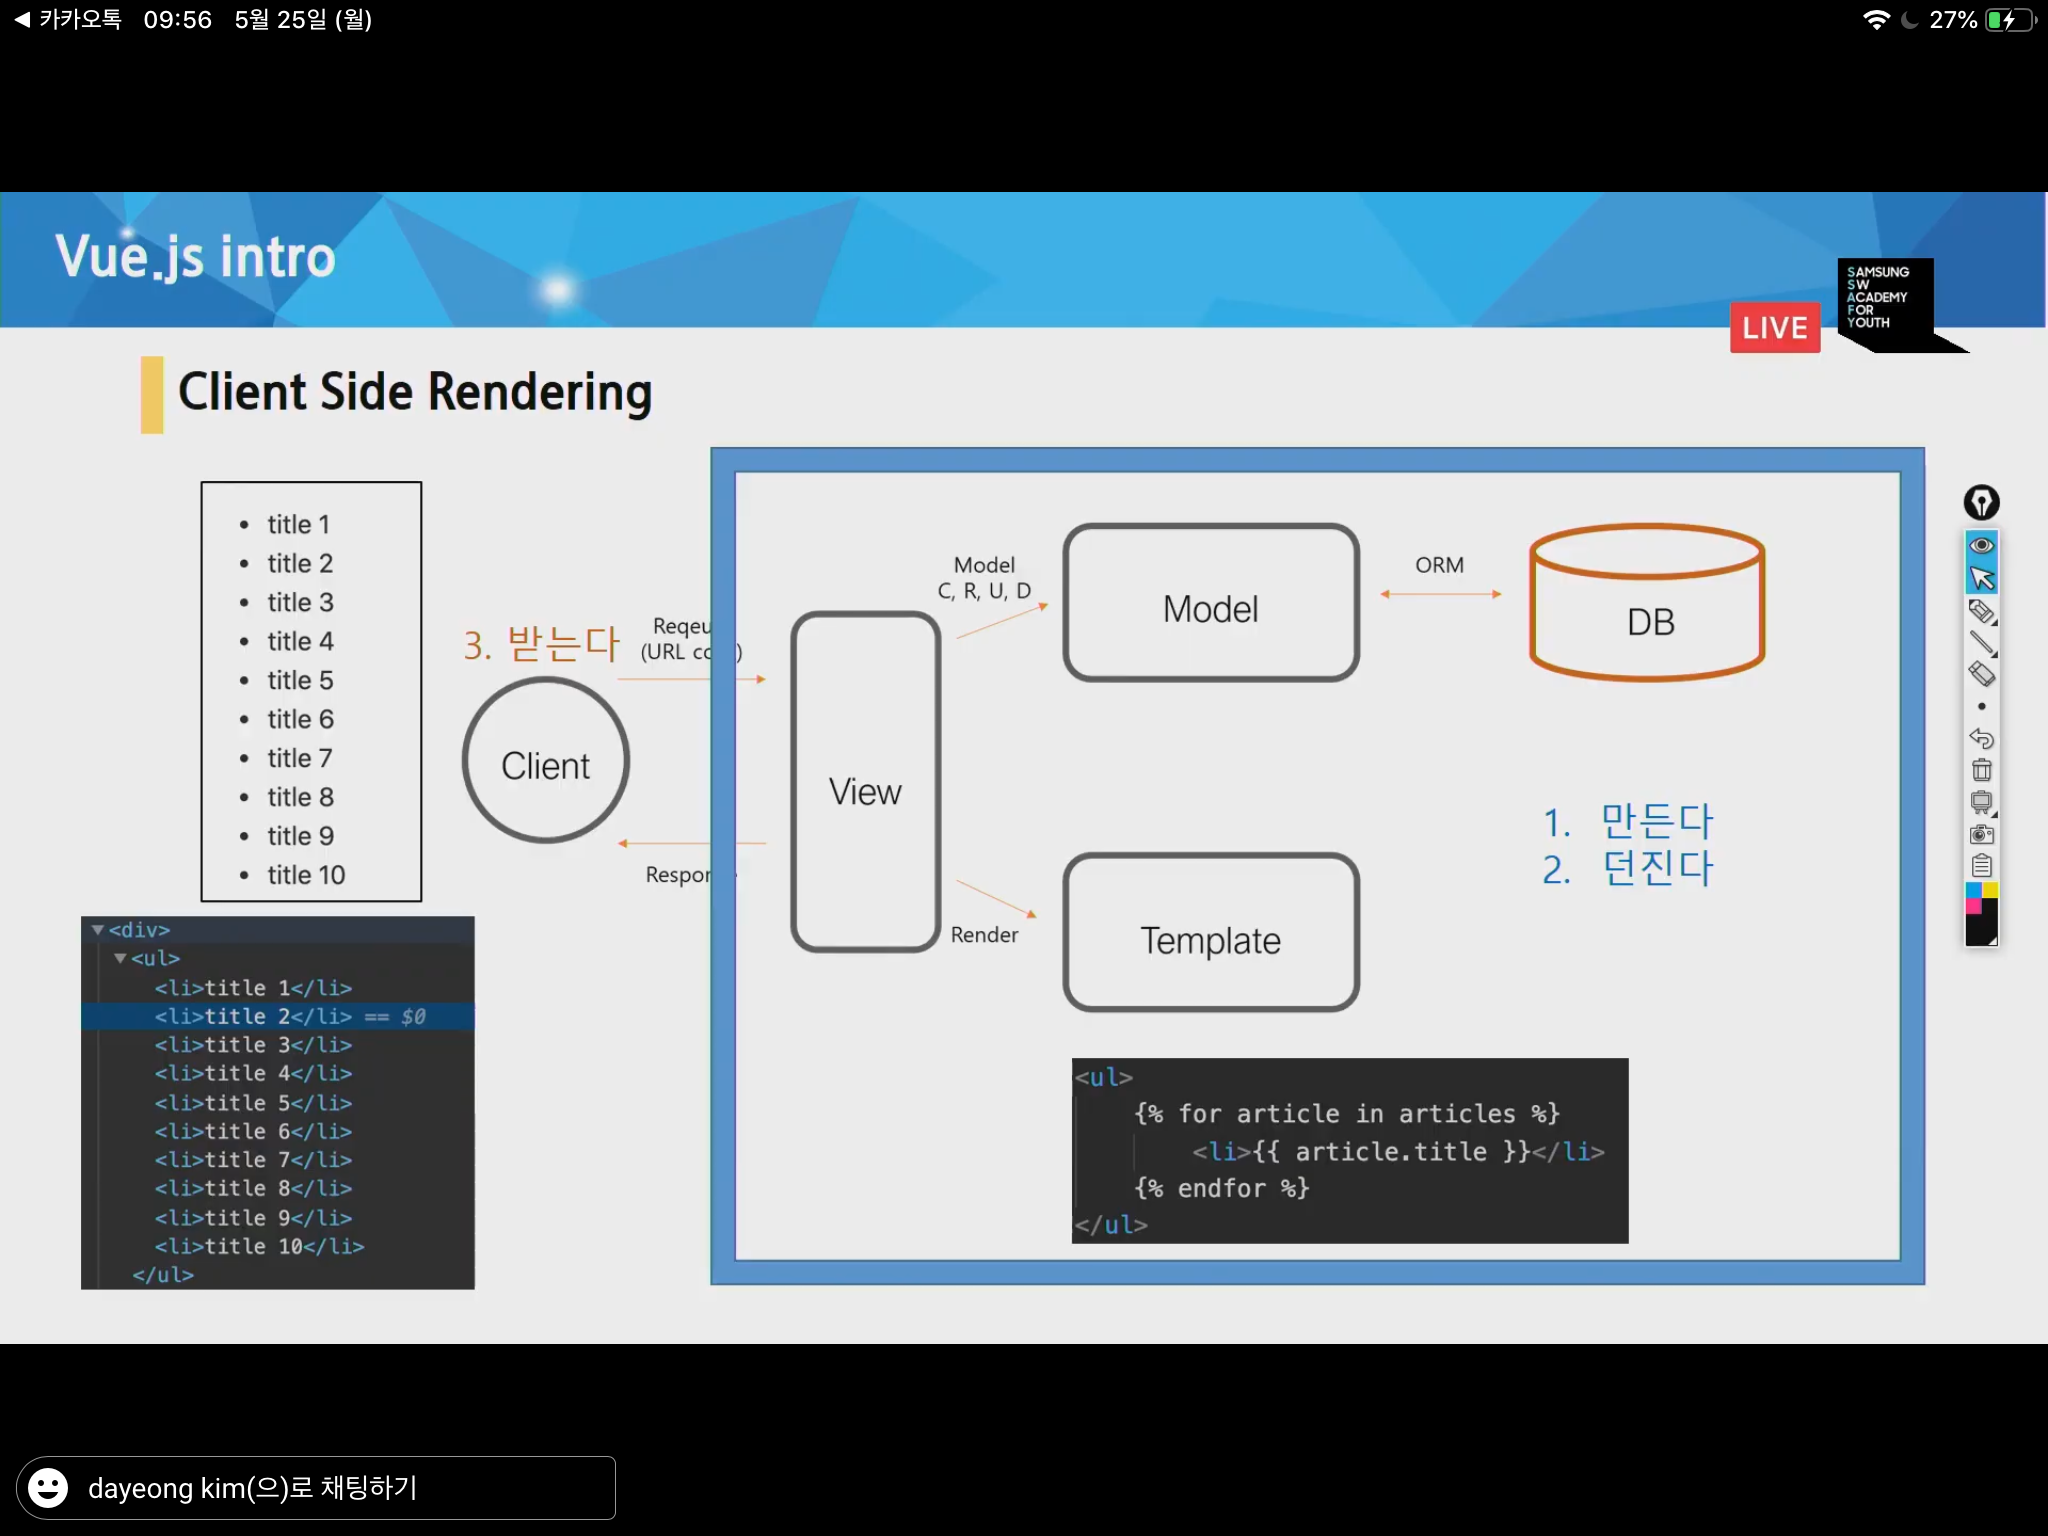 카카오톡 09:56 5월 25일 (월)
27%
Vue.js intro
LIVE
SAMSUNG
SW
ACADEMY
FOR
YOUTH
Client Side Rendering
• title 1
• title 2
• title 3
• title 4
• title 5
• title 6
• title 7
• title 8
• title 9
• title 10
3. 받는다
Client
Reqeu
(URL co )
Respon
View
Model
C, R, U, D
Model
ORM
DB
Render
Template
1. 만든다
2. 던진다
<div>
<ul>
<li>title 1</li>
<li>title 2</li> == $0
<li>title 3</li>
<li>title 4</li>
<li>title 5</li>
<li>title 6</li>
<li>title 7</li>
<li>title 8</li>
<li>title 9</li>
<li>title 10</li>
</ul>
<ul>
{% for article in articles %}
<li>{{ article.title }}</li>
{% endfor %}
</ul>
dayeong kim(으)로 채팅하기